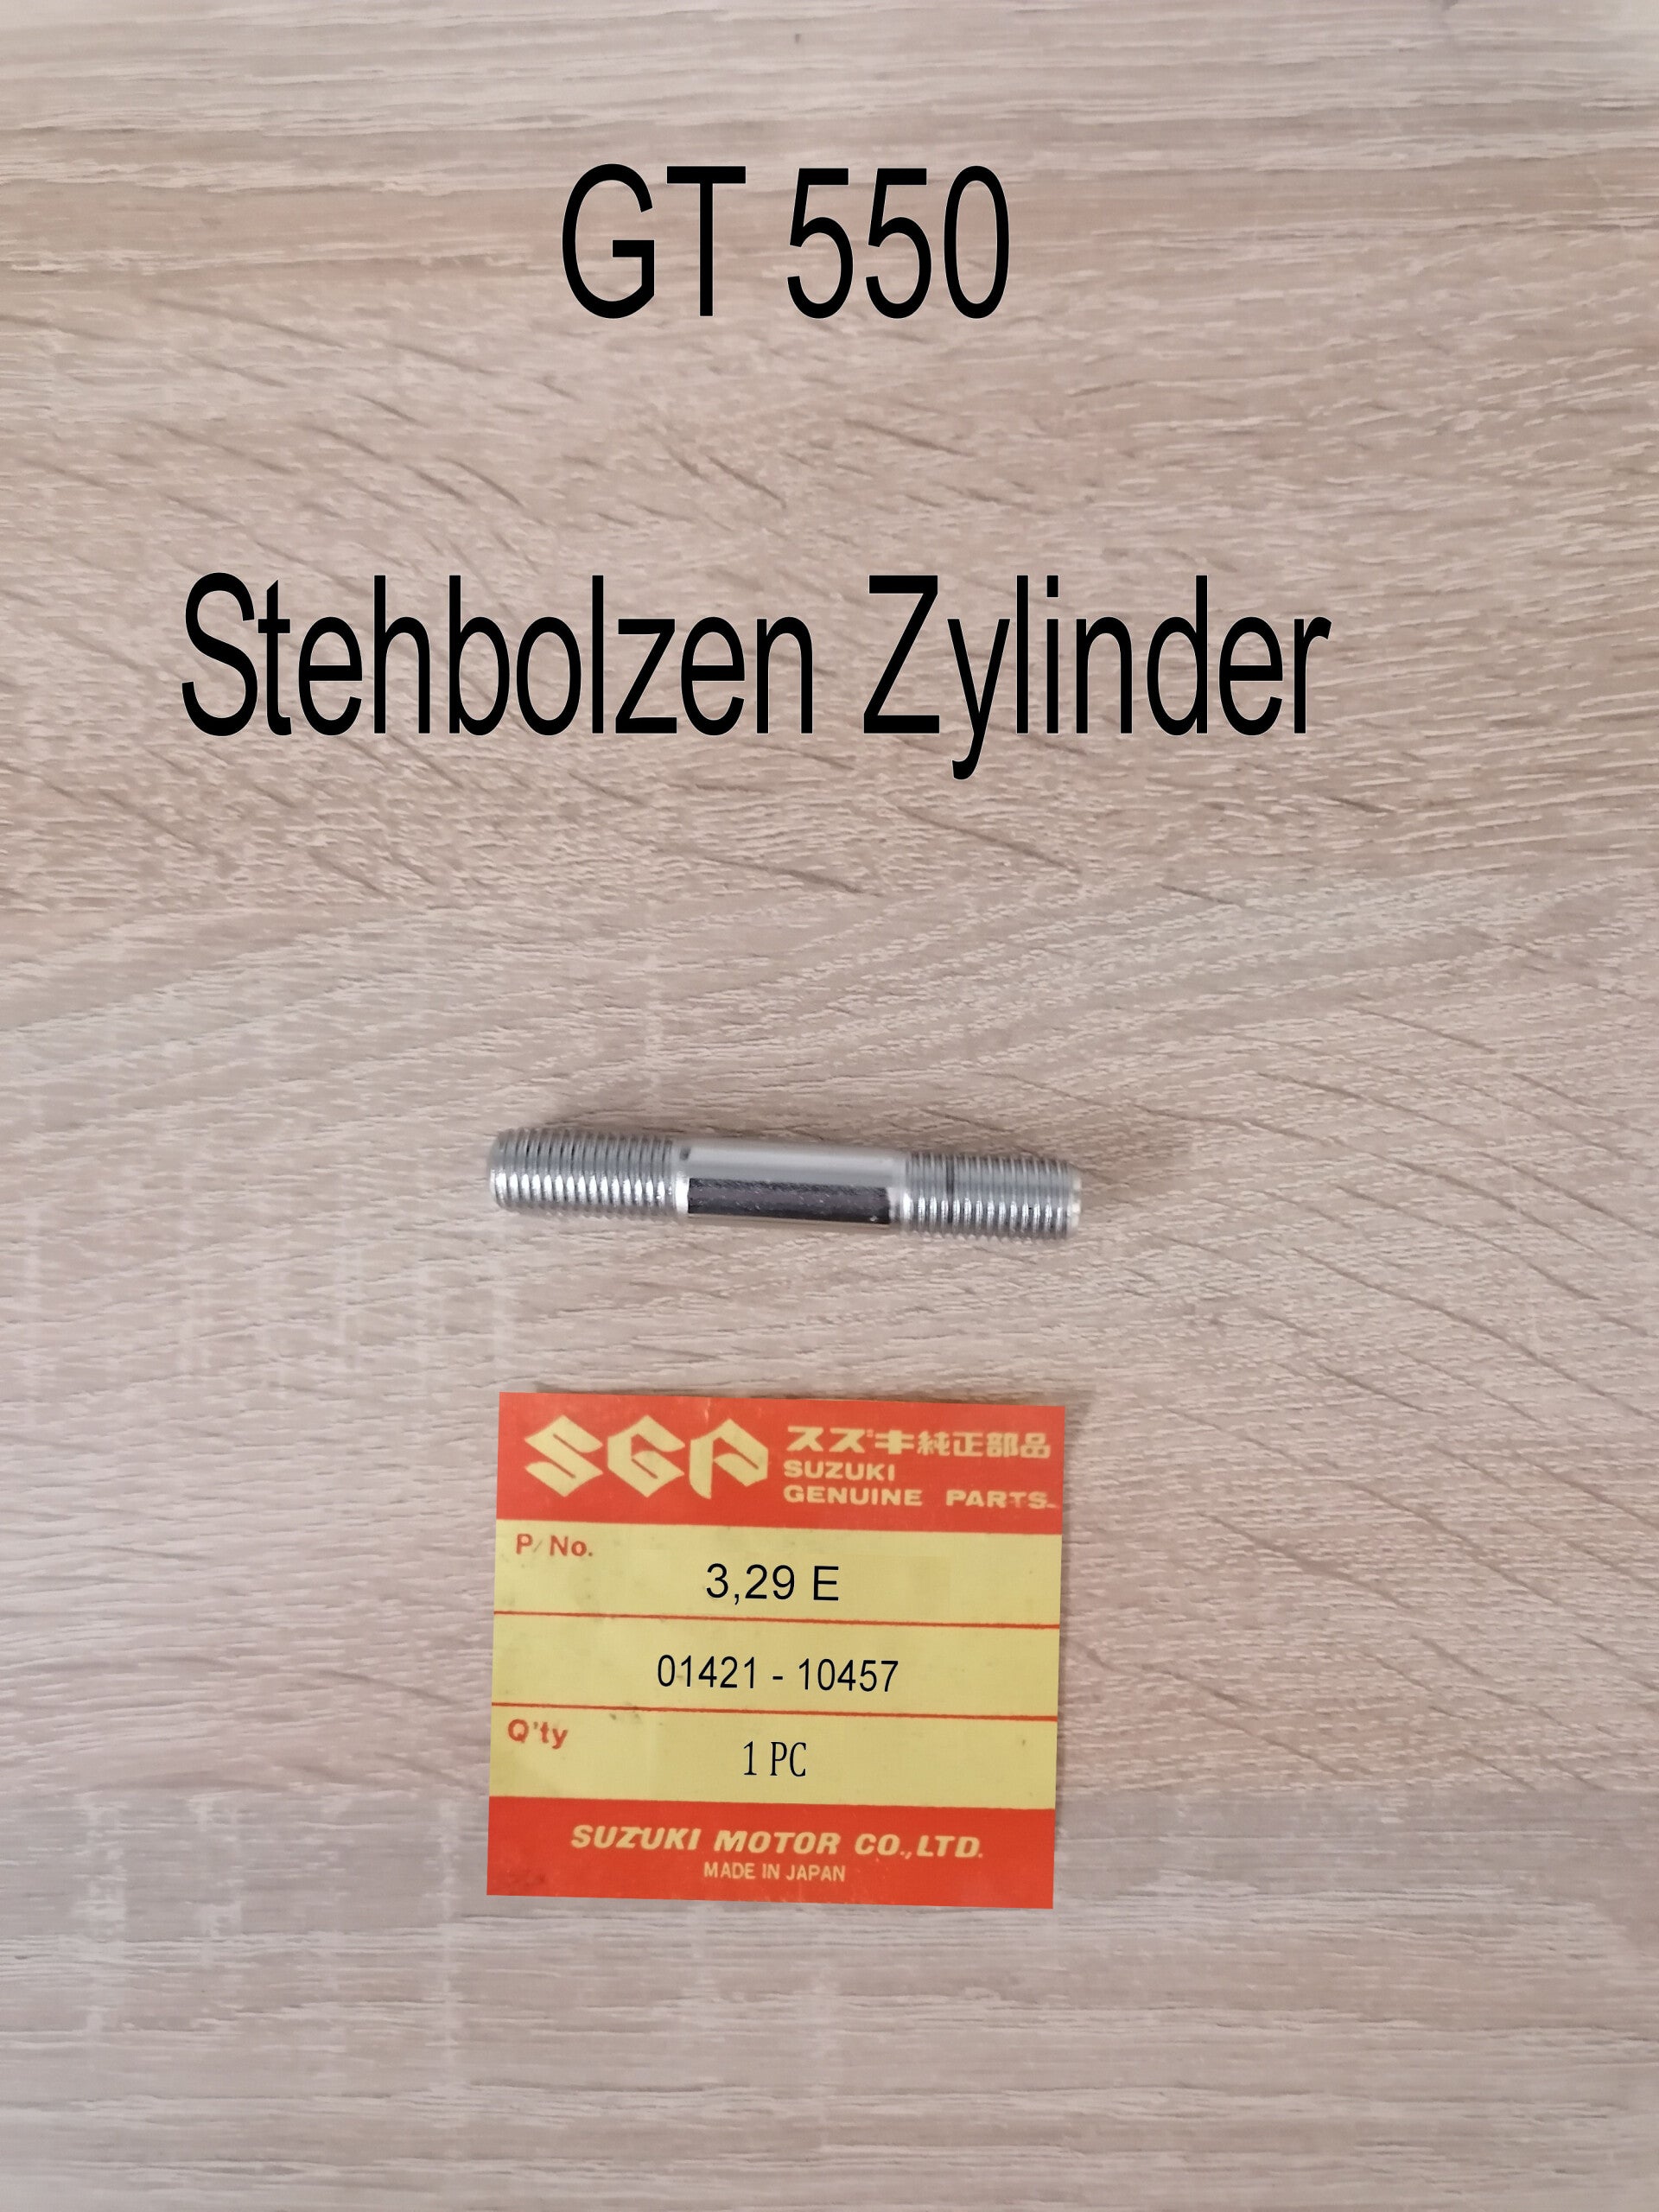 GT 550
Stehbolzen Zylinder
SGP
スズキ純正部品
SUZUKI
GENUINE PARTS
P/No.
3,29 E
01421 - 10457
Q'ty
1 PC
SUZUKI MOTOR CO.,LTD.
MADE IN JAPAN